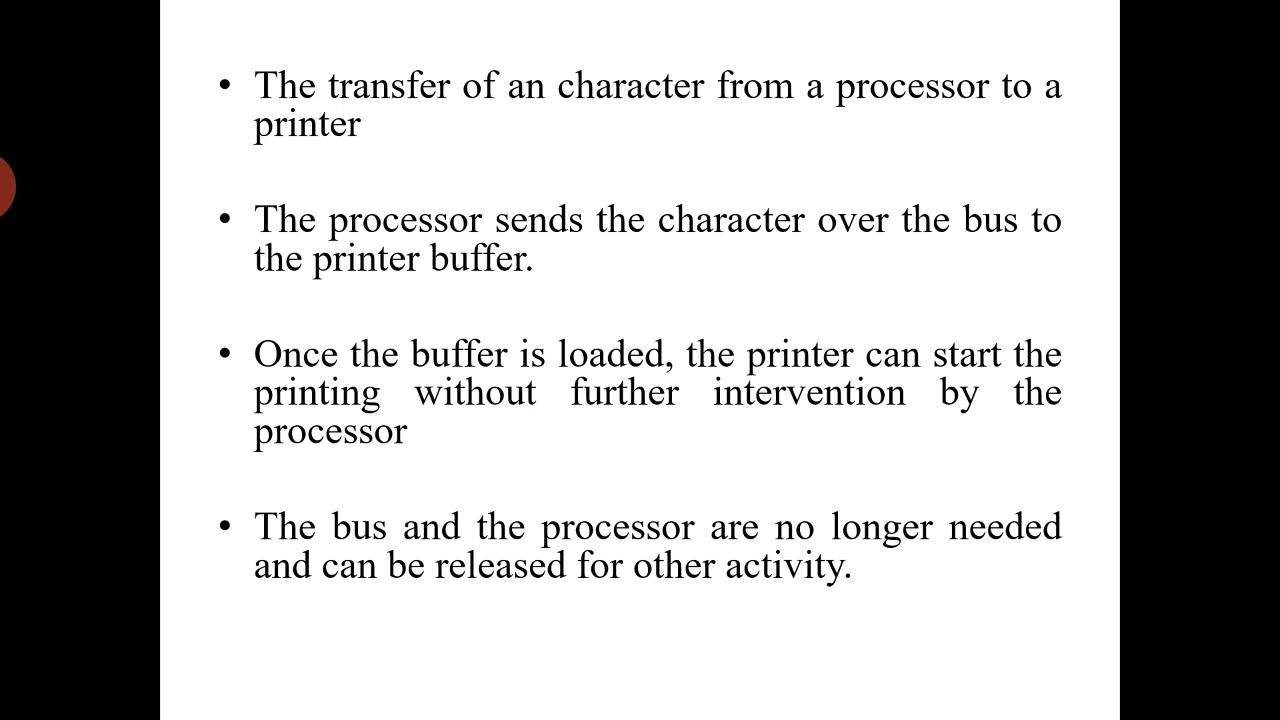 • The transfer of an character from a processor to a
printer
• The processor sends the character over the bus to
the printer buffer.
• Once the buffer is loaded, the printer can start the
printing without further intervention by the
processor
• The bus and the processor are no longer needed
and can be released for other activity.